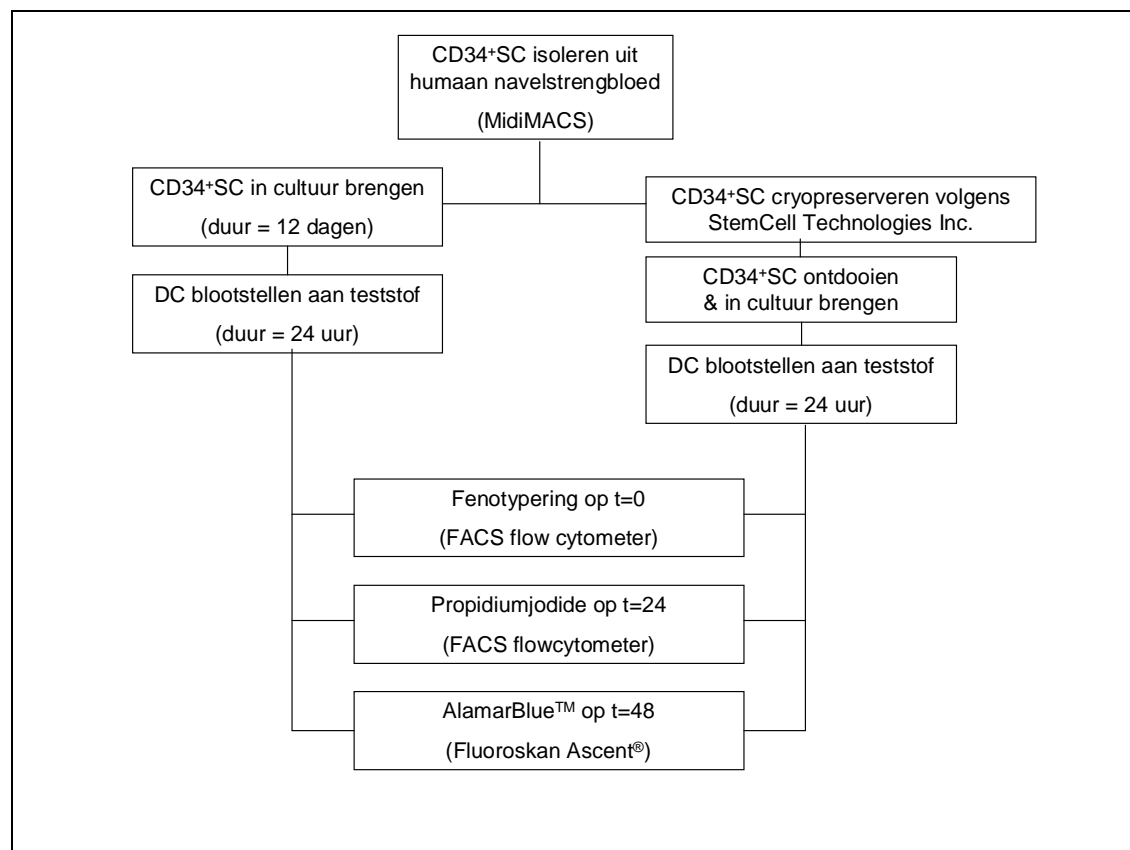 CD34⁺SC isoleren uit
humaan navelstrengbloed
(MidiMACS)
CD34⁺SC in cultuur brengen
(duur = 12 dagen)
DC blootstellen aan teststof
(duur = 24 uur)
CD34⁺SC cryopreserveren volgens
StemCell Technologies Inc.
CD34⁺SC ontdooien
& in cultuur brengen
DC blootstellen aan teststof
(duur = 24 uur)
Fenotypering op t=0
(FACS flow cytometer)
Propidiumjodide op t=24
(FACS flowcytometer)
AlamarBlue™ op t=48
(Fluoroskan Ascent®)